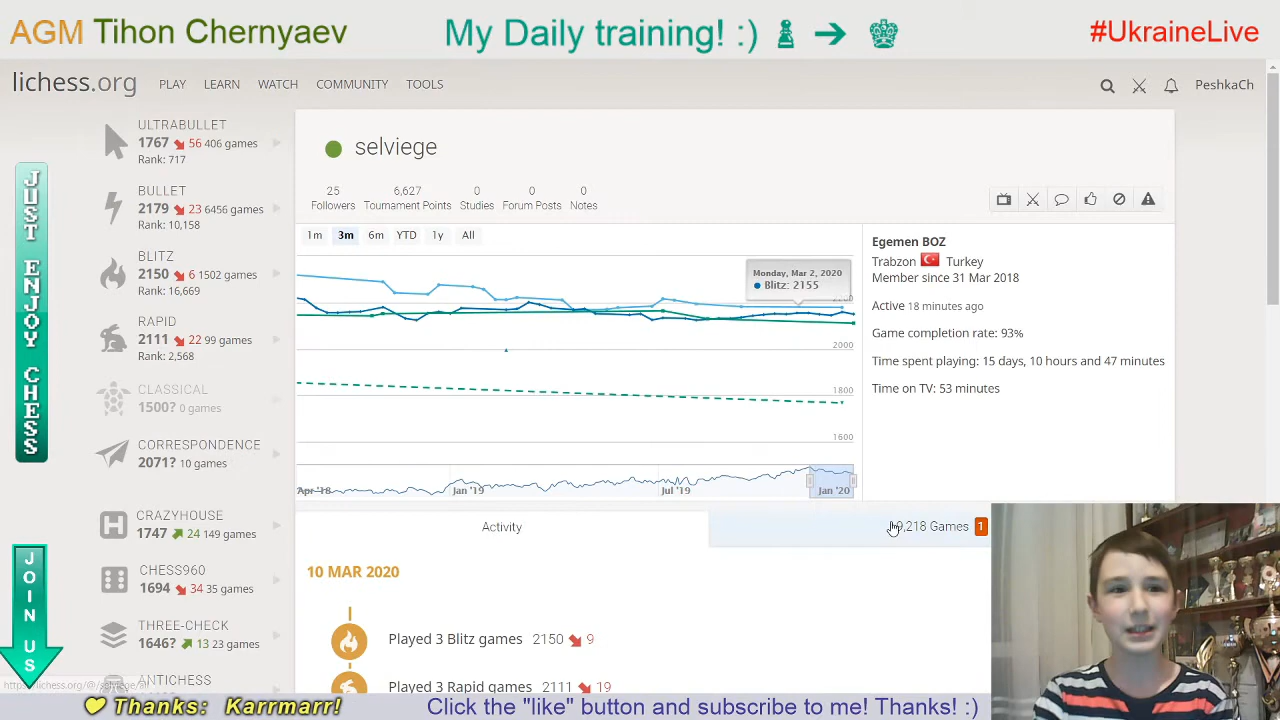 AGM Tihon Chernyaev
My Daily training! :)
#UkraineLive
lichess.org
PLAY LEARN WATCH COMMUNITY TOOLS
PeshkaCh
JUST ENJOY CHESS
JOIN US
ULTRABULLET
1767 56 406 games
Rank: 717
BULLET
2179 23 6456 games
Rank: 10,158
BLITZ
2150 6 1502 games
Rank: 16,669
RAPID
2111 22 99 games
Rank: 2,568
CLASSICAL
1500? 0 games
CORRESPONDENCE
2071? 10 games
CRAZYHOUSE
1747 24 149 games
CHESS960
1694 34 35 games
THREE-CHECK
1646? 13 23 games
ANTICHESS
selviege
25 6,627 0 0 0
Followers Tournament Points Studies Forum Posts Notes
1m 3m 6m YTD 1y All
Monday, Mar 2, 2020
Blitz: 2155
2200
2000
1800
1600
Apr '18 Jan '19 Jul '19 Jan '20
Egemen BOZ
Trabzon Turkey
Member since 31 Mar 2018
Active 18 minutes ago
Game completion rate: 93%
Time spent playing: 15 days, 10 hours and 47 minutes
Time on TV: 53 minutes
Activity
Games 1
10 MAR 2020
Played 3 Blitz games 2150 9
Played 3 Rapid games 2111 19
Thanks: Karrmarr!
Click the "like" button and subscribe to me! Thanks! :)